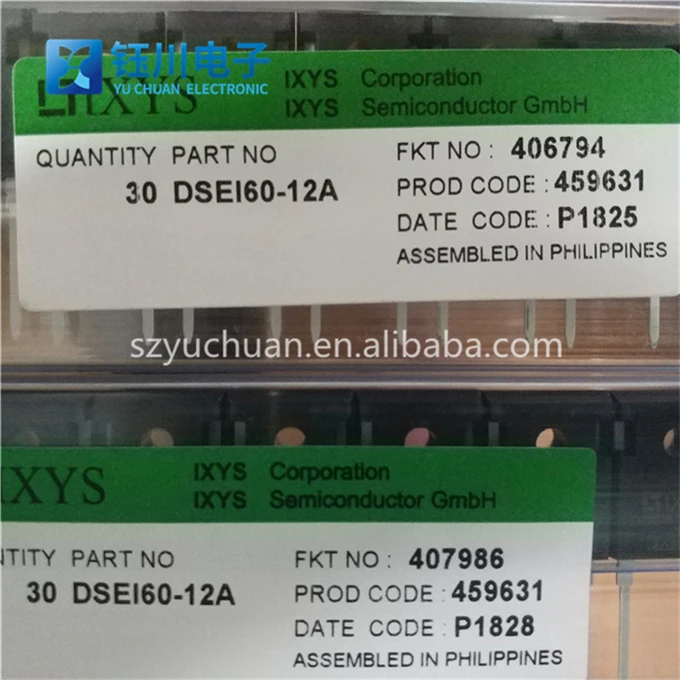 钰川电子
YU CHUAN ELECTRONIC
IXYS
IXYS Corporation
IXYS Semiconductor GmbH
QUANTITY PART NO
30 DSEI60-12A
FKT NO : 406794
PROD CODE : 459631
DATE CODE : P1825
ASSEMBLED IN PHILIPPINES
szyuchuan.en.alibaba.com
IXYS
IXYS Corporation
IXYS Semiconductor GmbH
NTITY PART NO
30 DSEI60-12A
FKT NO : 407986
PROD CODE : 459631
DATE CODE : P1828
ASSEMBLED IN PHILIPPINES